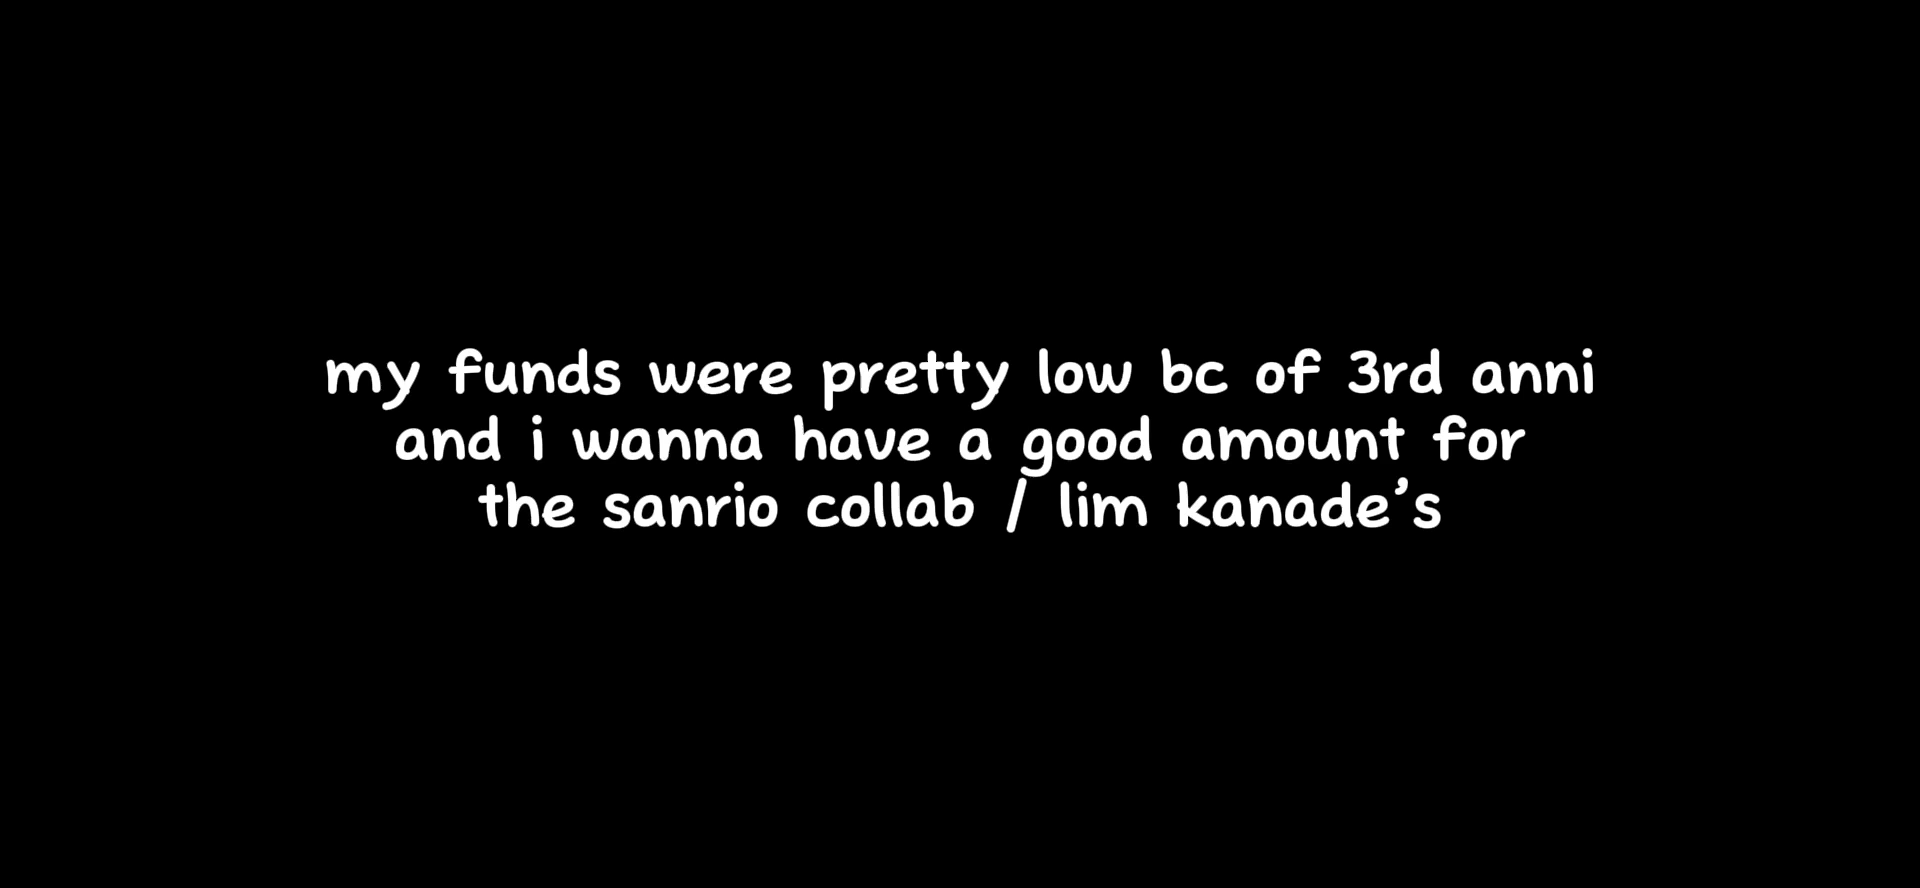 my funds were pretty low bc of 3rd anni
and i wanna have a good amount for
the sanrio collab / lim kanade’s